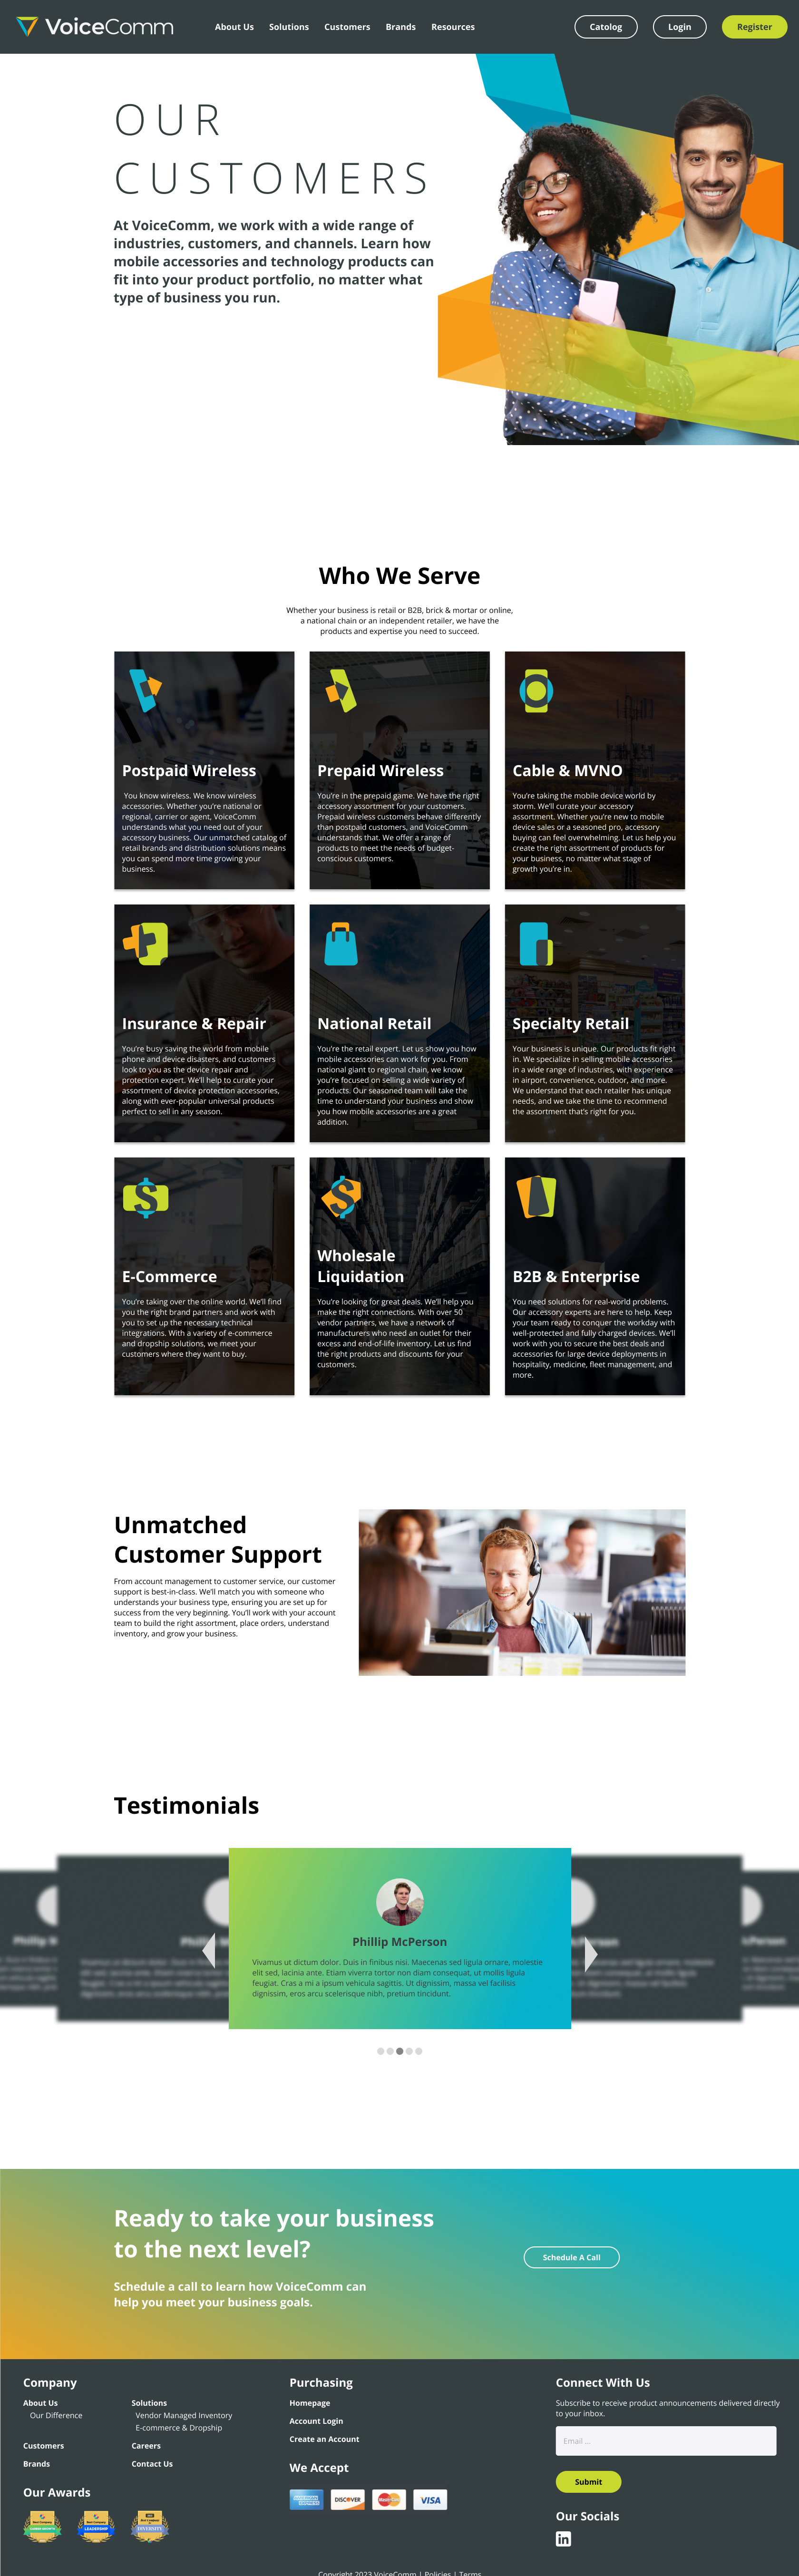 VoiceComm
About Us
Solutions
Customers
Brands
Resources
Catolog
Login
Register
OUR
CUSTOMERS
At VoiceComm, we work with a wide range of
industries, customers, and channels. Learn how
mobile accessories and technology products can
fit into your product portfolio, no matter what
type of business you run.
Who We Serve
Whether your business is retail or B2B, brick & mortar or online,
a national chain or an independent retailer, we have the
products and expertise you need to succeed.
Postpaid Wireless
You know wireless. We know wireless
accessories. Whether you're national or
regional, carrier or agent, VoiceComm
understands what you need out of your
accessory business. Our unmatched catalog of
retail brands and distribution solutions means
you can spend more time growing your
business.
Prepaid Wireless
You're in the prepaid game. We have the right
accessory assortment for your customers.
Prepaid wireless customers behave differently
than postpaid customers, and VoiceComm
understands that. We offer a range of
products to meet the needs of budget-
conscious customers.
Cable & MVNO
You're taking the mobile device world by
storm. We'll curate your accessory
assortment. Whether you're new to mobile
device sales or a seasoned pro, accessory
buying can feel overwhelming. Let us help you
create the right assortment of products for
your business, no matter what stage of
growth you're in.
Insurance & Repair
You're busy saving the world from mobile
phone and device disasters, and customers
look to you as the device repair and
protection expert. We'll help to curate your
assortment of device protection accessories,
along with ever-popular universal products
perfect to sell in any season.
National Retail
You're the retail expert. Let us show you how
mobile accessories can work for you. From
national giant to regional chain, we know
you're focused on selling a wide variety of
products. Our seasoned team will take the
time to understand your business and show
you how mobile accessories are a great
addition.
Specialty Retail
Your business is unique. Our products fit right
in. We specialize in selling mobile accessories
in a wide range of industries, with experience
in airport, convenience, outdoor, and more.
We understand that each retailer has unique
needs, and we take the time to recommend
the assortment that's right for you.
E-Commerce
You're taking over the online world. We'll find
you the right brand partners and work with
you to set up the necessary technical
integrations. With a variety of e-commerce
and dropship solutions, we meet your
customers where they want to buy.
Wholesale
Liquidation
You're looking for great deals. We'll help you
make the right connections. With over 50
vendor partners, we have a network of
manufacturers who need an outlet for their
excess and end-of-life inventory. Let us find
the right products and discounts for your
customers.
B2B & Enterprise
You need solutions for real-world problems.
Our accessory experts are here to help. Keep
your team ready to conquer the workday with
well-protected and fully charged devices. We'll
work with you to secure the best deals and
accessories for large device deployments in
hospitality, medicine, fleet management, and
more.
Unmatched
Customer Support
From account management to customer service, our customer
support is best-in-class. We'll match you with someone who
understands your business type, ensuring you are set up for
success from the very beginning. You'll work with your account
team to build the right assortment, place orders, understand
inventory, and grow your business.
Testimonials
Phillip McPerson
Vivamus ut dictum dolor. Duis in finibus nisi. Maecenas sed ligula ornare, molestie
elit sed, lacinia ante. Etiam viverra tortor non diam consequat, ut mollis ligula
feugiat. Cras a mi a ipsum vehicula sagittis. Ut dignissim, massa vel facilisis
dignissim, eros arcu scelerisque nibh, pretium tincidunt.
Ready to take your business
to the next level?
Schedule a call to learn how VoiceComm can
help you meet your business goals.
Schedule A Call
Company
About Us
Our Difference
Customers
Brands
Solutions
Vendor Managed Inventory
E-commerce & Dropship
Careers
Contact Us
Our Awards
LEADERSHIP
DIVERSITY
Purchasing
Homepage
Account Login
Create an Account
We Accept
DISCOVER
MasterCard
VISA
Connect With Us
Subscribe to receive product announcements delivered directly
to your inbox.
Email ...
Submit
Our Socials
in
Copyright 2023 VoiceComm | Policies | Terms